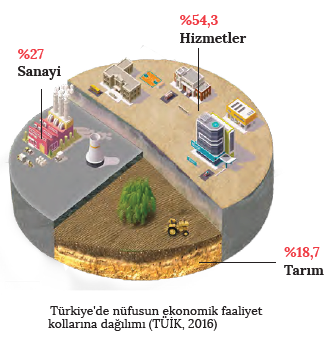 %54,3
Hizmetler
%27
Sanayi
%18,7
Tarım
Türkiye'de nüfusun ekonomik faaliyet
kollarına dağılımı (TÜİK, 2016)